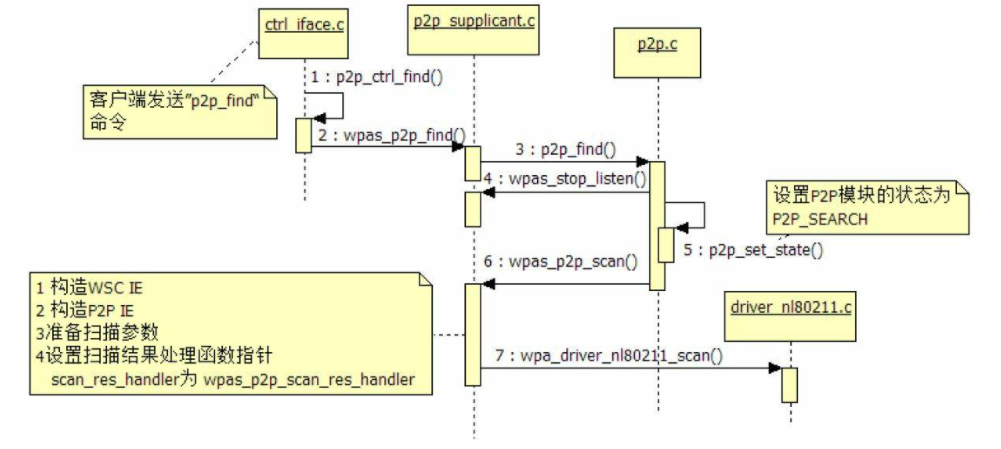 ctrl_iface.c
p2p_supplicant.c
p2p.c
1 : p2p_ctrl_find()
客户端发送"p2p_find"
命令
2 : wpas_p2p_find()
3 : p2p_find()
4 : wpas_stop_listen()
设置P2P模块的状态为
P2P_SEARCH
5 : p2p_set_state()
6 : wpas_p2p_scan()
1 构造WSC IE
2 构造P2P IE
3准备扫描参数
4设置扫描结果处理函数指针
scan_res_handler为 wpas_p2p_scan_res_handler
driver_nl80211.c
7 : wpa_driver_nl80211_scan()